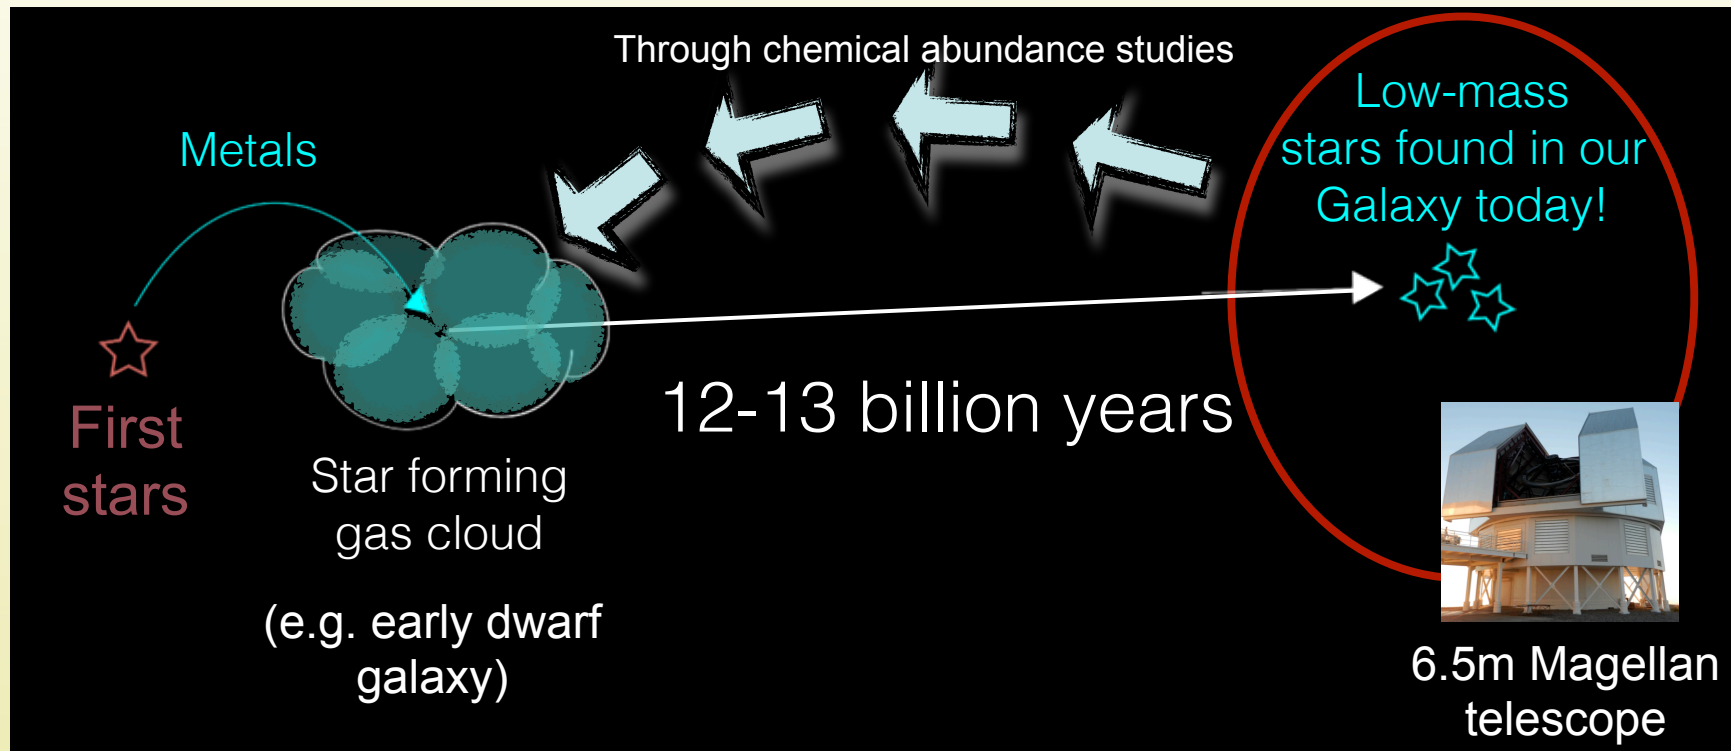 Through chemical abundance studies
Metals
First
stars
Star forming
gas cloud
(e.g. early dwarf
galaxy)
12-13 billion years
Low-mass
stars found in our
Galaxy today!
6.5m Magellan
telescope